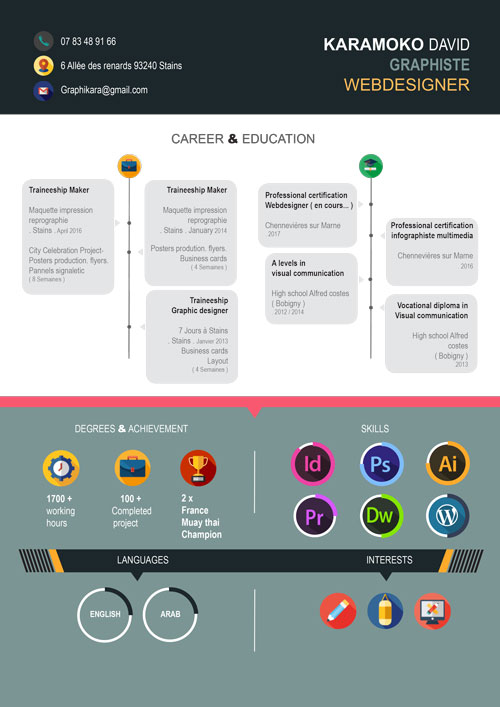 07 83 48 91 66
6 Allée des renards 93240 Stains
Graphikara@gmail.com
KARAMOKO DAVID
GRAPHISTE
WEBDESIGNER
CAREER & EDUCATION
Traineeship Maker
Maquette impression
reprographie
. Stains . April 2016
City Celebration Project-
Posters production. flyers.
Pannels signaletic
( 8 Semaines )
Traineeship Maker
Maquette impression
reprographie
. Stains . January 2014
Posters prodution. flyers.
Business cards
( 4 Semaines )
Traineeship
Graphic designer
7 Jours à Stains
. Stains . Janvier 2013
Business cards
Layout
( 4 Semaines )
Professional certification
Webdesigner ( en cours... )
Chennevières sur Marne
2017
Professional certification
infographiste multimedia
Chennevières sur Marne
2016
A levels in
visual communication
High school Alfred costes
( Bobigny )
2012 / 2014
Vocational diploma in
Visual communication
High school Alfred
costes
( Bobigny )
2013
DEGREES & ACHIEVEMENT
1700 +
working
hours
100 +
Completed
project
2 x
France
Muay thai
Champion
SKILLS
Id
Ps
Ai
Pr
Dw
W
LANGUAGES
ENGLISH
ARAB
INTERESTS